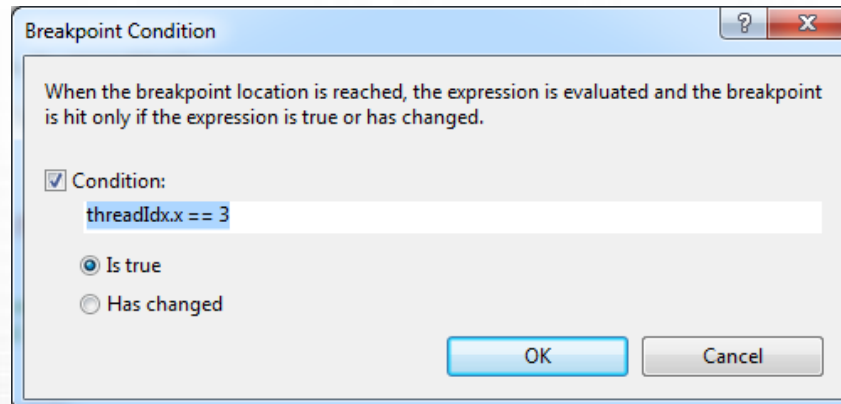 Breakpoint Condition
When the breakpoint location is reached, the expression is evaluated and the breakpoint
is hit only if the expression is true or has changed.
Condition:
threadIdx.x == 3
Is true
Has changed
OK
Cancel